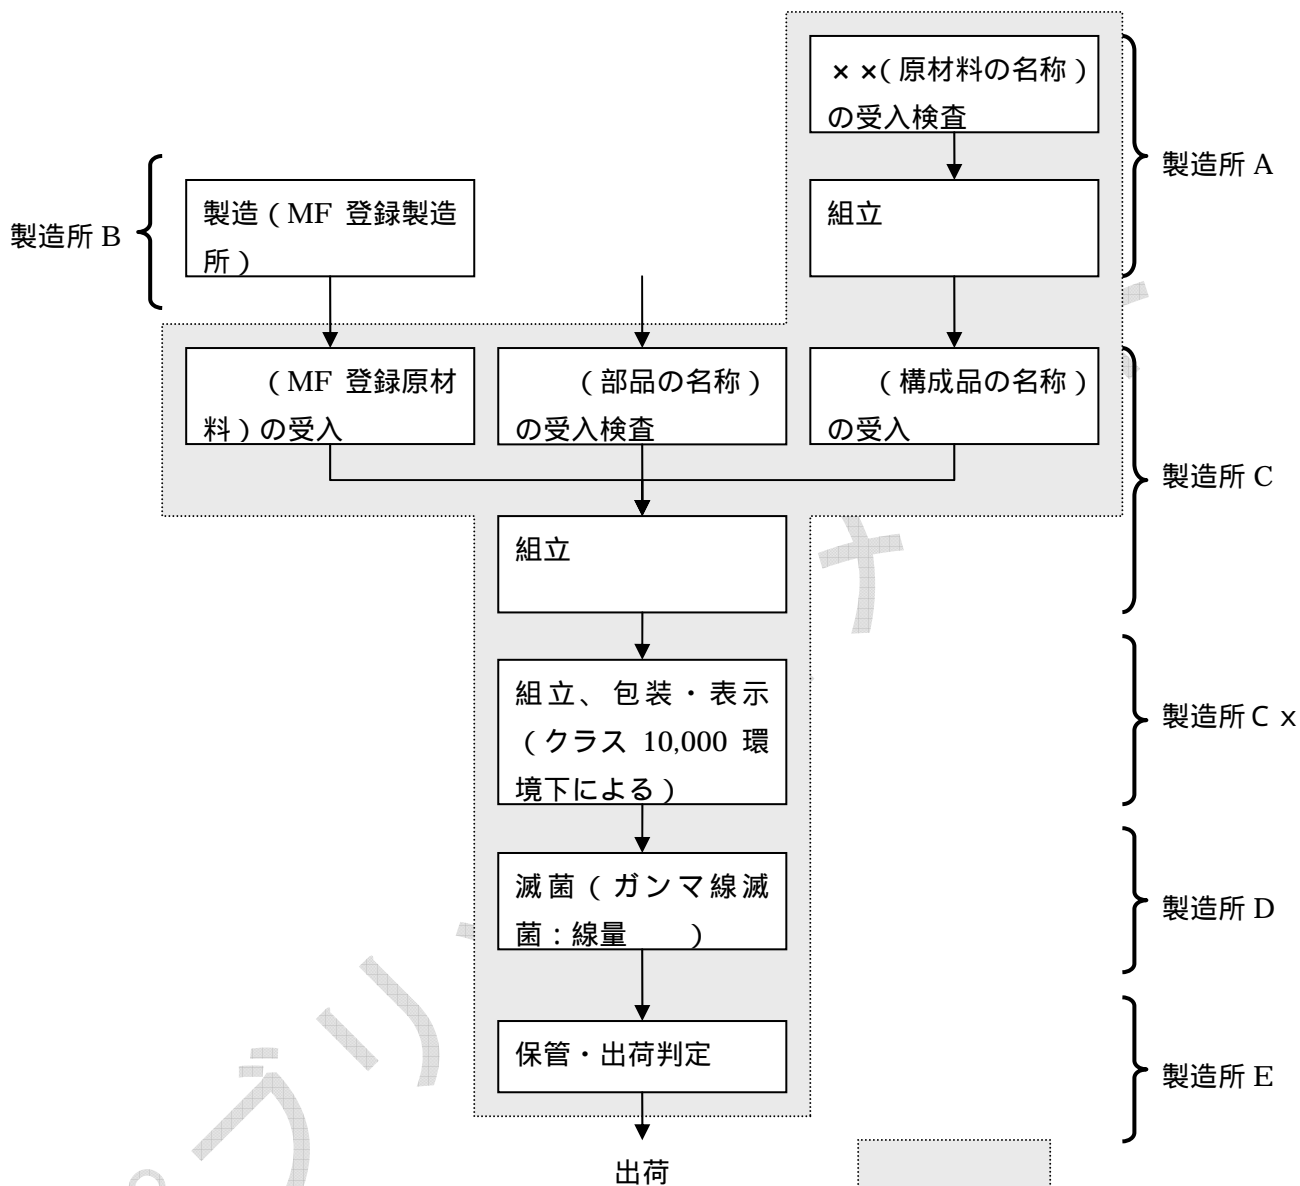 ××(原材料の名称)
の受入検査
製造所 A
製造(MF 登録製造
所)
組立
製造所 B
(MF 登録原材
料)の受入
(部品の名称)
の受入検査
(構成品の名称)
の受入
製造所 C
組立
組立、包装・表示
(クラス 10,000 環
境下による)
製造所C x
滅菌(ガンマ線滅
菌:線量 )
製造所 D
保管・出荷判定
製造所 E
出荷